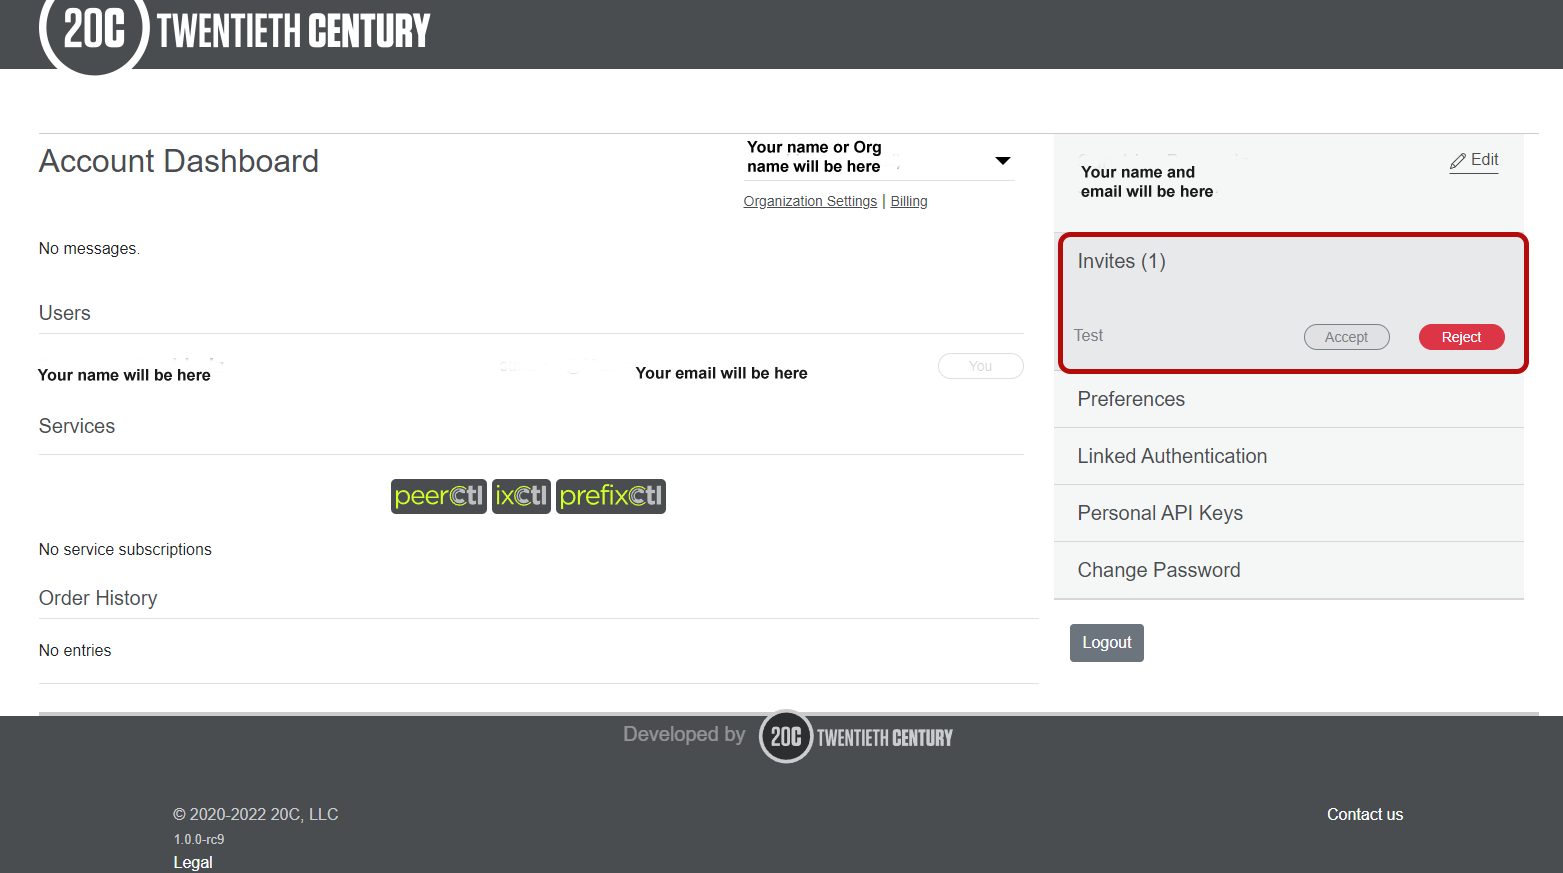 20C TWENTIETH CENTURY
Account Dashboard
Your name or Org
name will be here
Organization Settings | Billing
Your name and
email will be here
Edit
No messages.
Invites (1)
Test
Accept
Reject
Users
Your name will be here
Your email will be here
You
Services
peerCtl
ixCtl
prefixCtl
No service subscriptions
Order History
No entries
Preferences
Linked Authentication
Personal API Keys
Change Password
Logout
Developed by 20C TWENTIETH CENTURY
© 2020-2022 20C, LLC
1.0.0-rc9
Legal
Contact us